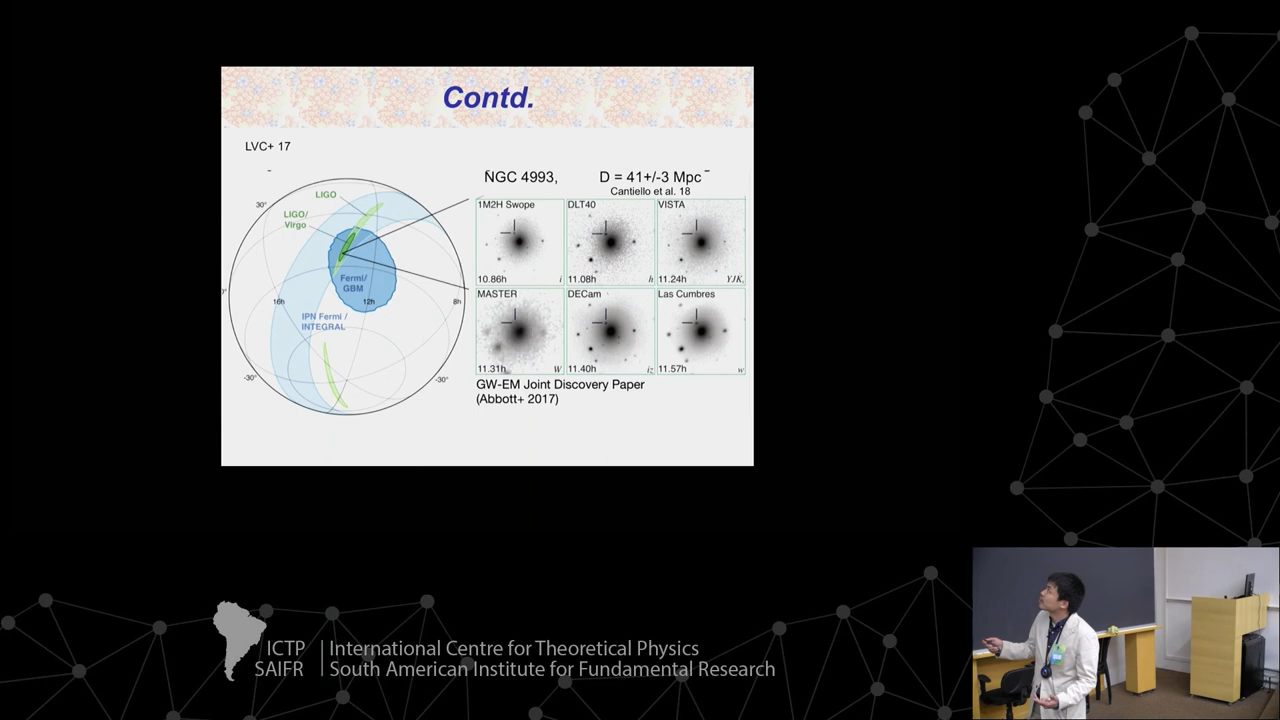 Contd.
LVC+ 17
NGC 4993, D = 41+/-3 Mpc
Cantiello et al. 18
LIGO
LIGO/
Virgo
Fermi/
GBM
IPN Fermi /
INTEGRAL
30°
16h
12h
8h
-30°
-30°
1M2H Swope
10.86h i
DLT40
11.08h h
VISTA
11.24h YJKs
MASTER
11.31h W
DECam
11.40h iz
Las Cumbres
11.57h w
GW-EM Joint Discovery Paper
(Abbott+ 2017)
ICTP
SAIFR
International Centre for Theoretical Physics
South American Institute for Fundamental Research